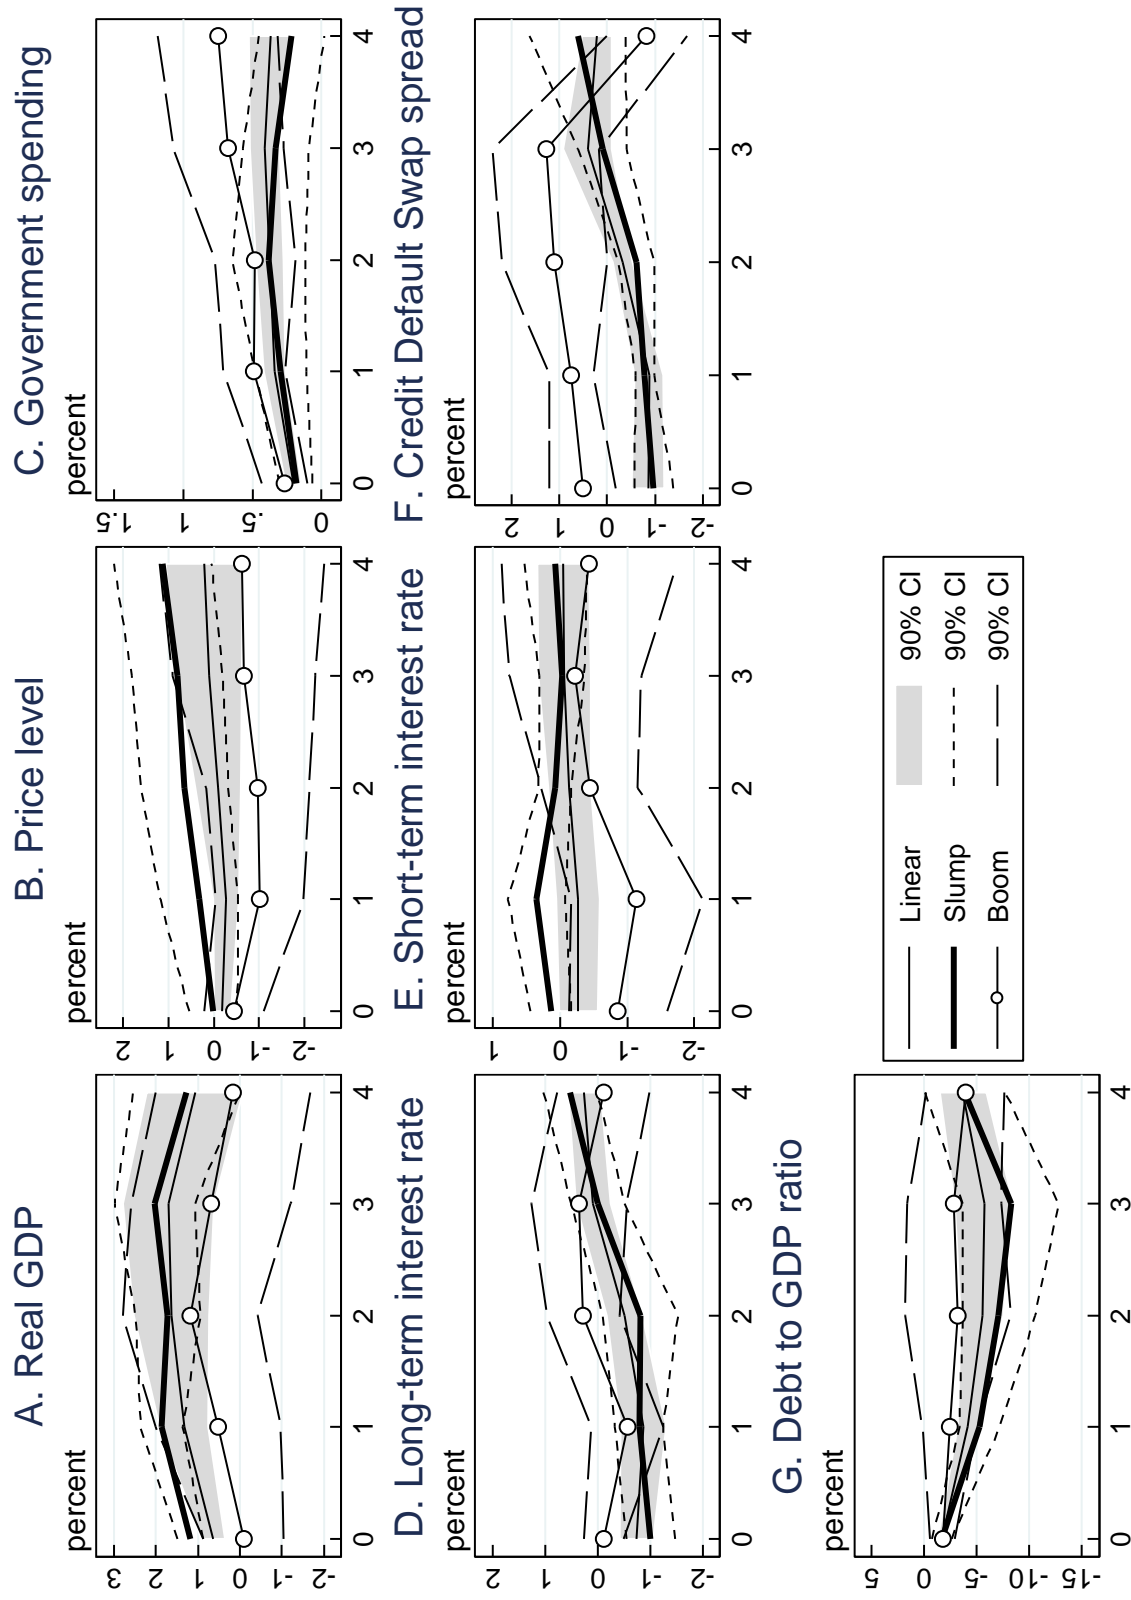 A. Real GDP
percent
3
2
1
0
-1
-2
0 1 2 3 4
B. Price level
percent
2
1
0
-1
-2
0 1 2 3 4
C. Government spending
percent
1.5
1
.5
0
0 1 2 3 4
D. Long-term interest rate
percent
2
1
0
-1
-2
0 1 2 3 4
E. Short-term interest rate
percent
1
0
-1
-2
0 1 2 3 4
F. Credit Default Swap spread
percent
2
1
0
-1
-2
0 1 2 3 4
G. Debt to GDP ratio
percent
5
0
-5
-10
-15
0 1 2 3 4
Linear 90% CI
Slump 90% CI
Boom 90% CI